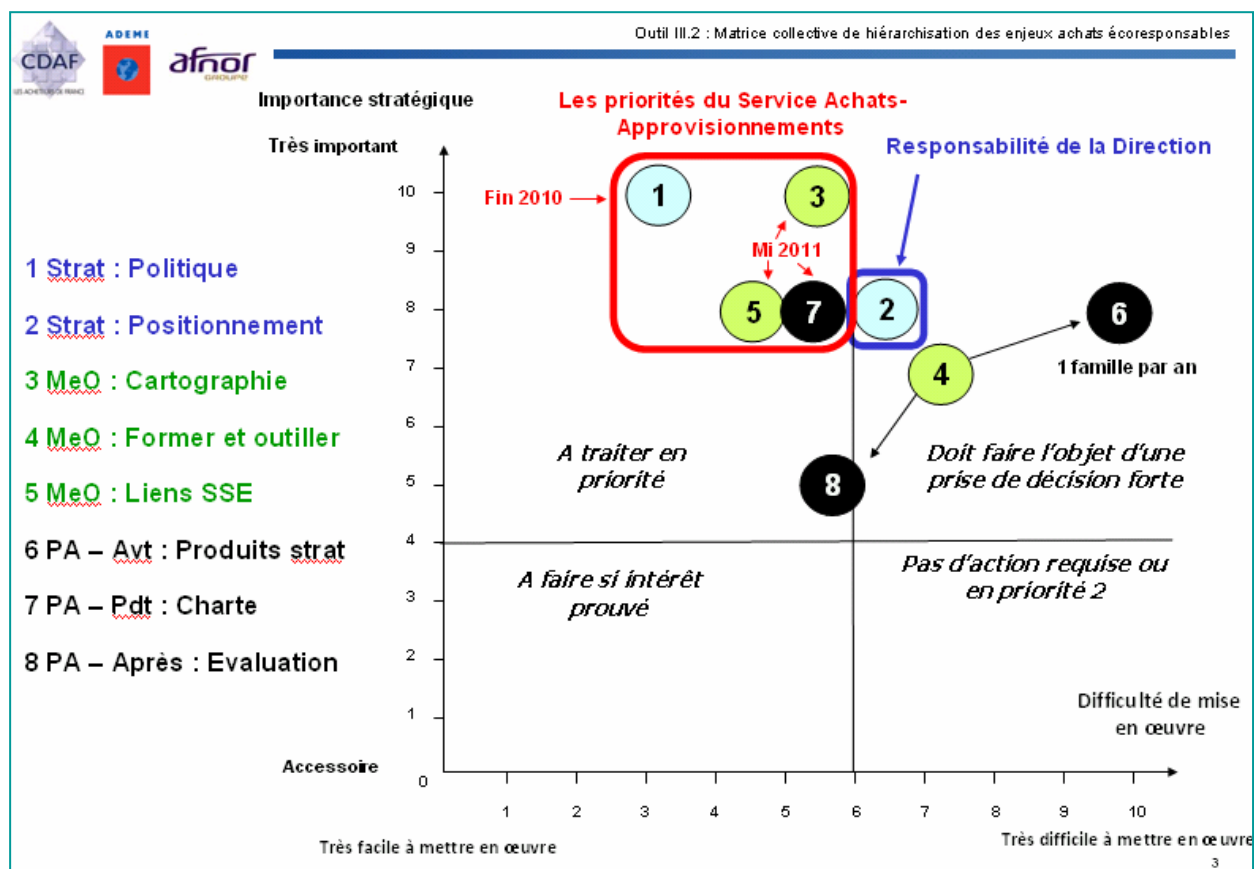 CDAF
LES ACHETEURS DE FRANCE
ADEME
afnor
GROUPE
Outil III.2 : Matrice collective de hiérarchisation des enjeux achats écoresponsables
Importance stratégique
Très important
Les priorités du Service Achats-
Approvisionnements
Responsabilité de la Direction
Fin 2010
Mi 2011
1
3
5
7
2
6
4
8
1 famille par an
1 Strat : Politique
2 Strat : Positionnement
3 MeO : Cartographie
4 MeO : Former et outiller
5 MeO : Liens SSE
6 PA – Avt : Produits strat
7 PA – Pdt : Charte
8 PA – Après : Evaluation
A traiter en
priorité
Doit faire l'objet d'une
prise de décision forte
A faire si intérêt
prouvé
Pas d'action requise ou
en priorité 2
10
9
8
7
6
5
4
3
2
1
0
Accessoire
Difficulté de mise
en œuvre
1 2 3 4 5 6 7 8 9 10
Très facile à mettre en œuvre
Très difficile à mettre en œuvre
3